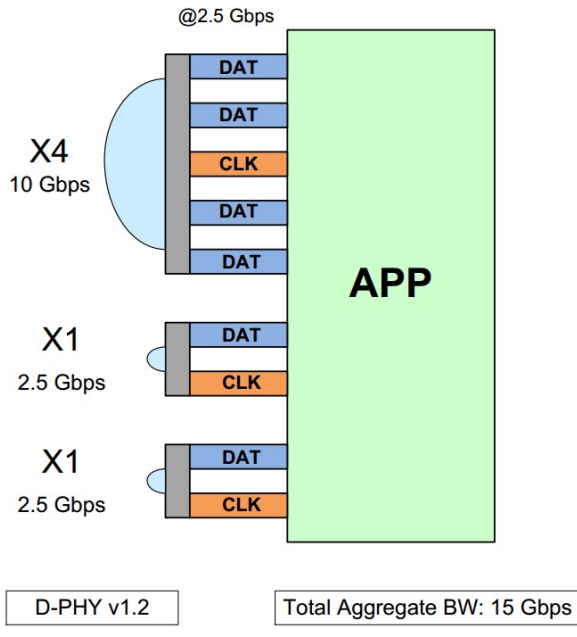 @2.5 Gbps
DAT
DAT
X4
10 Gbps
CLK
DAT
DAT
APP
X1
2.5 Gbps
DAT
CLK
X1
2.5 Gbps
DAT
CLK
D-PHY v1.2
Total Aggregate BW: 15 Gbps